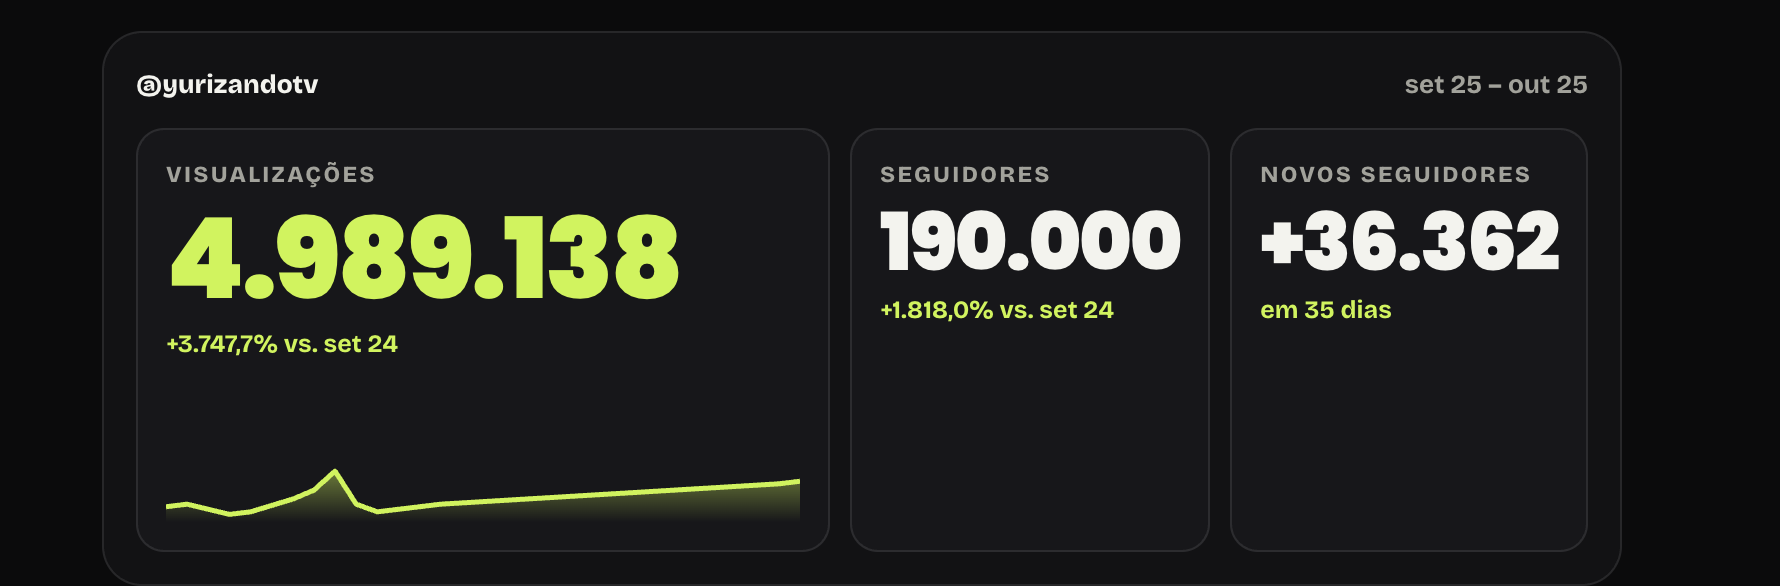 @yurizandotv
set 25 – out 25
VISUALIZAÇÕES
4.989.138
+3.747,7% vs. set 24
SEGUIDORES
190.000
+1.818,0% vs. set 24
NOVOS SEGUIDORES
+36.362
em 35 dias